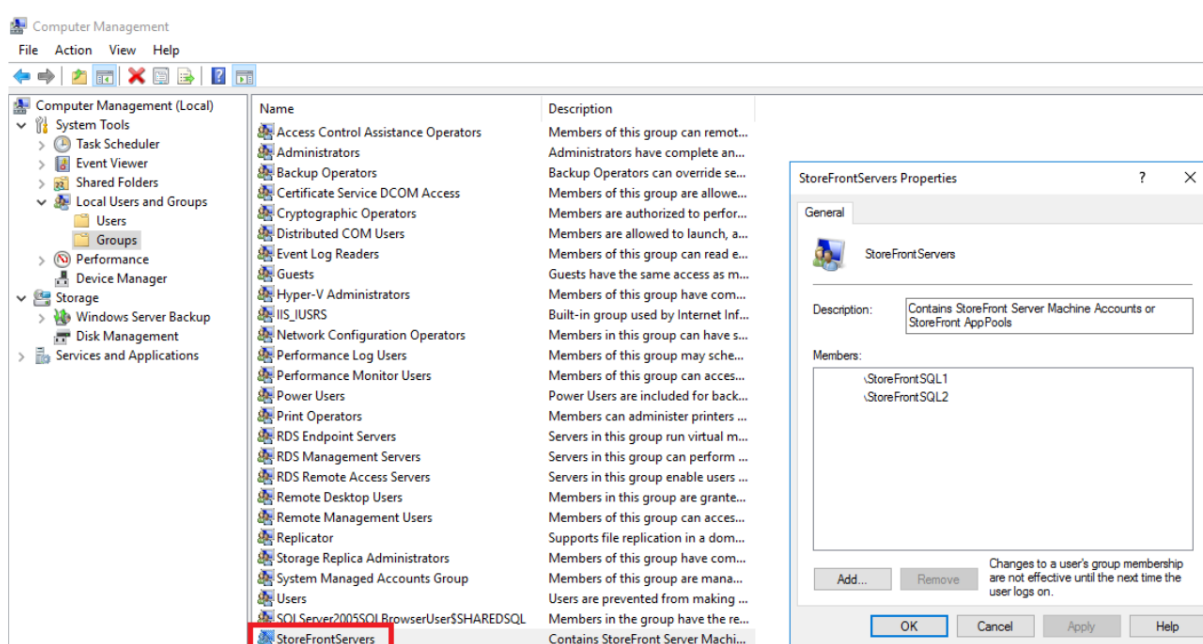 Computer Management
File Action View Help
Computer Management (Local)
System Tools
Task Scheduler
Event Viewer
Shared Folders
Local Users and Groups
Users
Groups
Performance
Device Manager
Storage
Windows Server Backup
Disk Management
Services and Applications
Name Description
Access Control Assistance Operators Members of this group can remot...
Administrators Administrators have complete an...
Backup Operators Backup Operators can override se...
Certificate Service DCOM Access Members of this group are allowe...
Cryptographic Operators Members are authorized to perfor...
Distributed COM Users Members are allowed to launch, a...
Event Log Readers Members of this group can read e...
Guests Guests have the same access as m...
Hyper-V Administrators Members of this group have com...
IIS_IUSRS Built-in group used by Internet Inf...
Network Configuration Operators Members in this group can have s...
Performance Log Users Members of this group may sche...
Performance Monitor Users Members of this group can acces...
Power Users Power Users are included for back...
Print Operators Members can administer printers ...
RDS Endpoint Servers Servers in this group run virtual m...
RDS Management Servers Servers in this group can perform ...
RDS Remote Access Servers Servers in this group enable users ...
Remote Desktop Users Members in this group are grante...
Remote Management Users Members of this group can acces...
Replicator Supports file replication in a dom...
Storage Replica Administrators Members of this group have com...
System Managed Accounts Group Members of this group are mana...
Users Users are prevented from making ...
SQLServer2005SQLBrowserUser$SHAREDSQL Members in the group have the re...
StoreFrontServers Contains StoreFront Server Machi...
StoreFrontServers Properties ? ×
General
StoreFrontServers
Description: Contains StoreFront Server Machine Accounts or
StoreFront AppPools
Members:
\StoreFrontSQL1
\StoreFrontSQL2
Add... Remove
Changes to a user's group membership
are not effective until the next time the
user logs on.
OK Cancel Apply Help